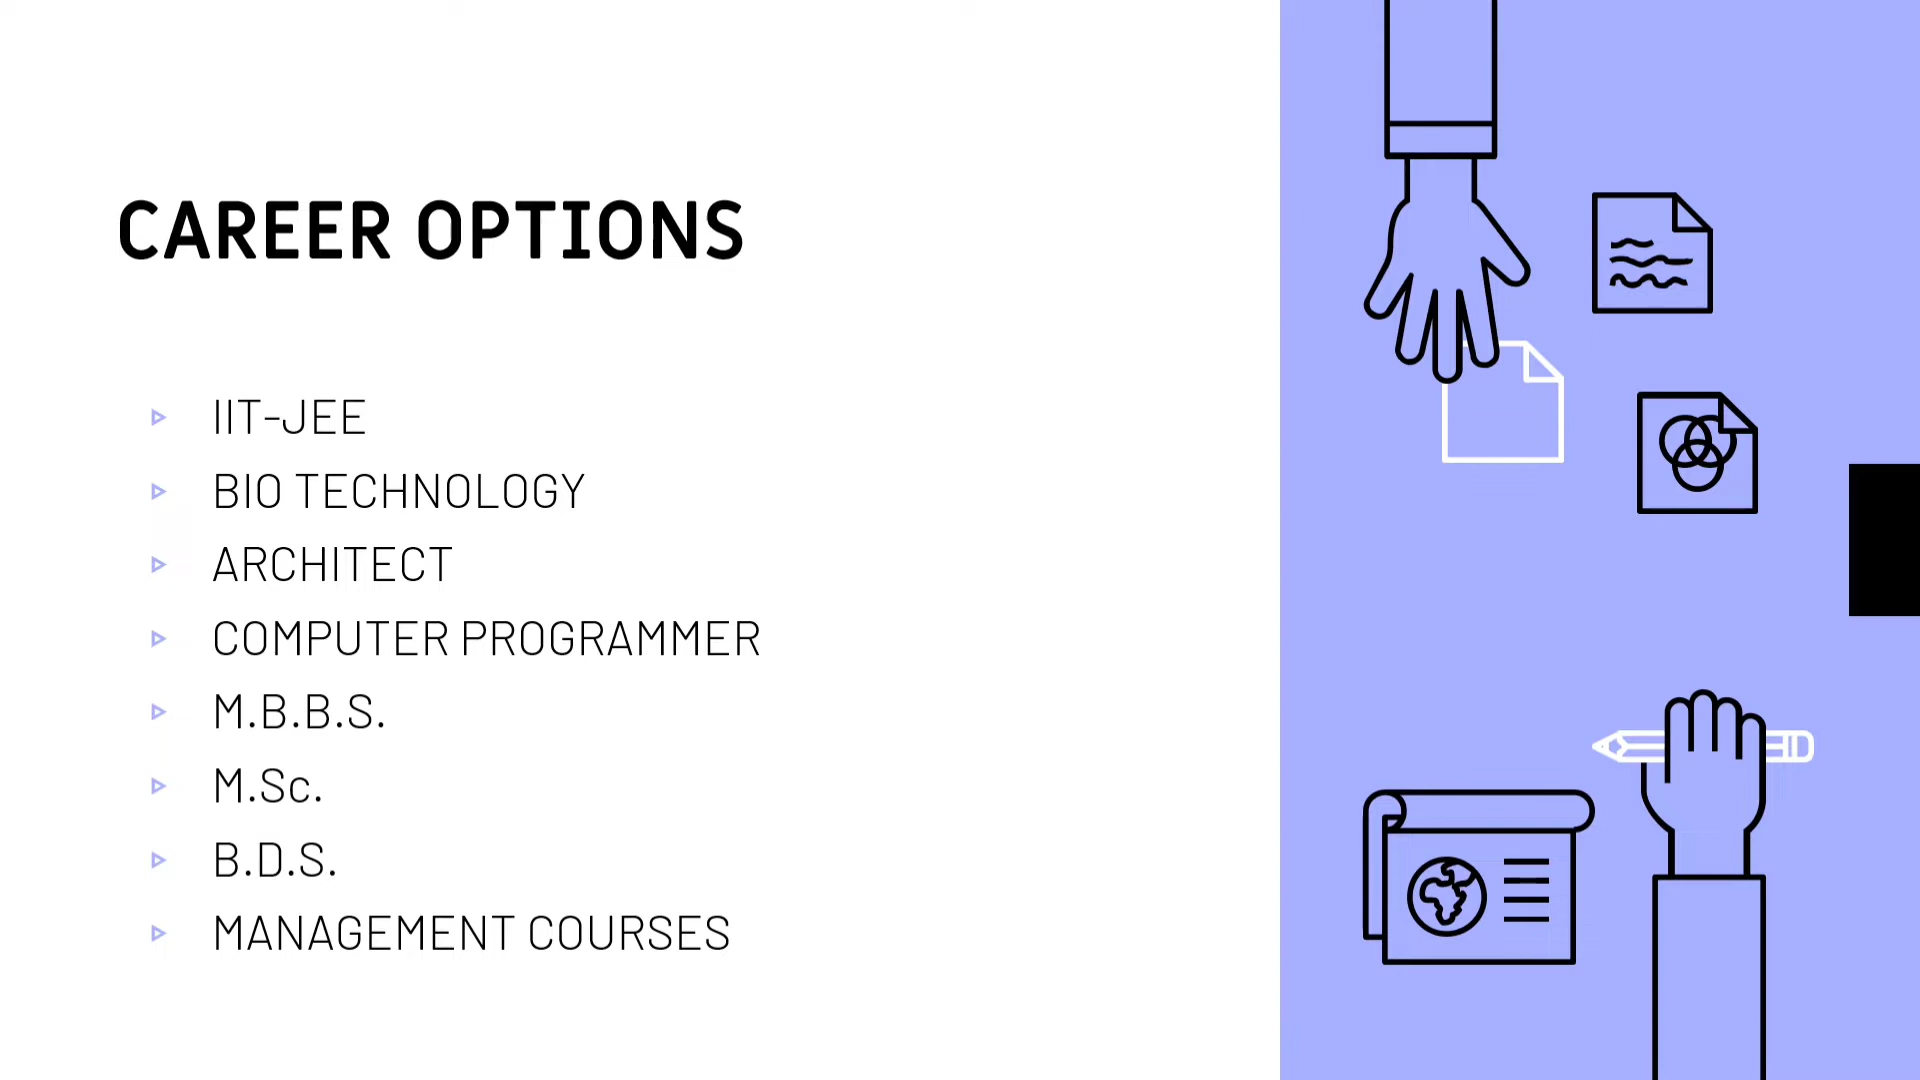 CAREER OPTIONS
IIT-JEE
BIO TECHNOLOGY
ARCHITECT
COMPUTER PROGRAMMER
M.B.B.S.
M.Sc.
B.D.S.
MANAGEMENT COURSES